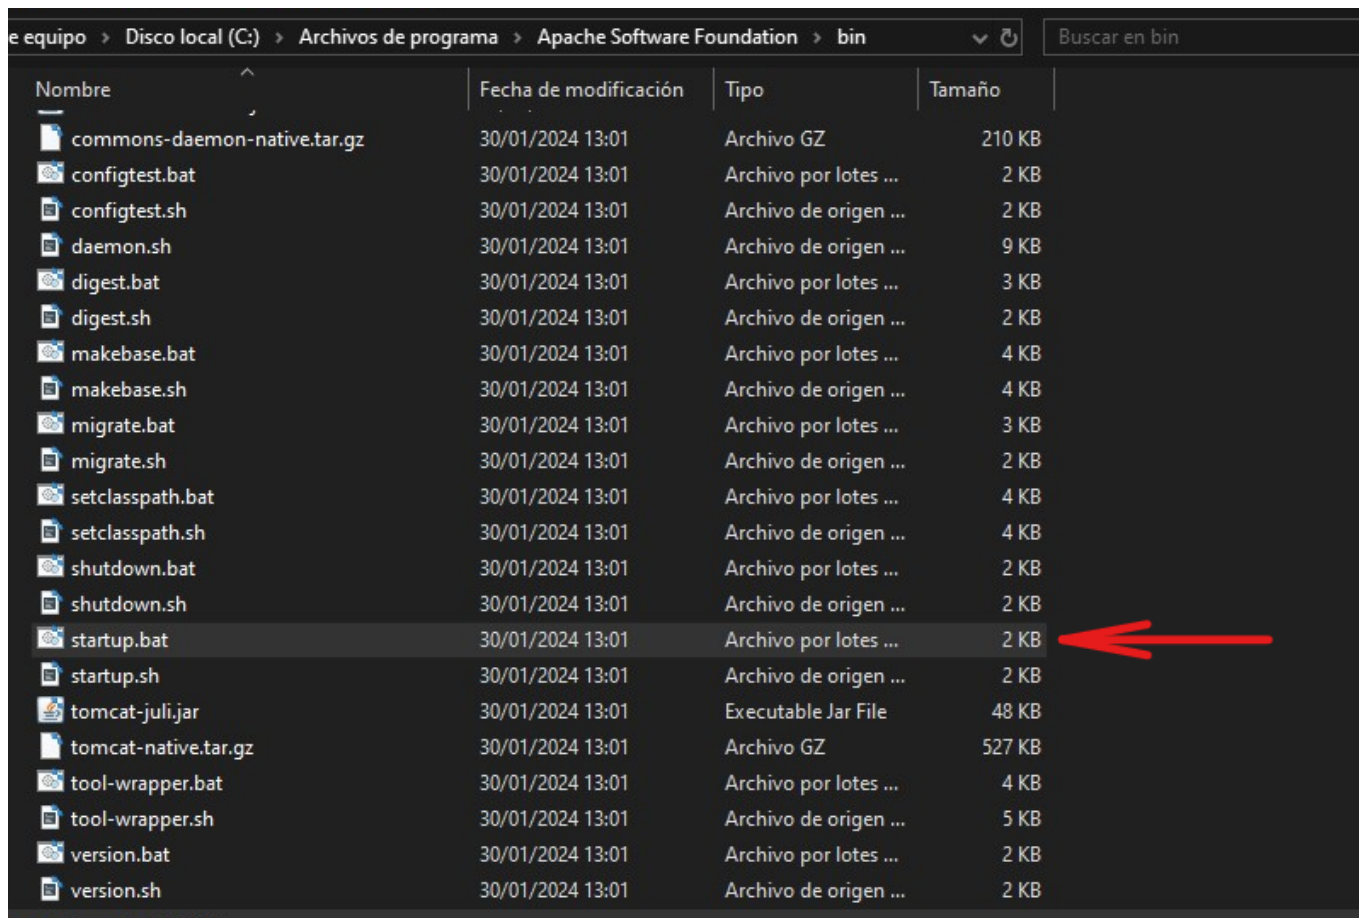 e equipo > Disco local (C:) > Archivos de programa > Apache Software Foundation > bin Buscar en bin
Nombre Fecha de modificación Tipo Tamaño
commons-daemon-native.tar.gz 30/01/2024 13:01 Archivo GZ 210 KB
configtest.bat 30/01/2024 13:01 Archivo por lotes ... 2 KB
configtest.sh 30/01/2024 13:01 Archivo de origen ... 2 KB
daemon.sh 30/01/2024 13:01 Archivo de origen ... 9 KB
digest.bat 30/01/2024 13:01 Archivo por lotes ... 3 KB
digest.sh 30/01/2024 13:01 Archivo de origen ... 2 KB
makebase.bat 30/01/2024 13:01 Archivo por lotes ... 4 KB
makebase.sh 30/01/2024 13:01 Archivo de origen ... 4 KB
migrate.bat 30/01/2024 13:01 Archivo por lotes ... 3 KB
migrate.sh 30/01/2024 13:01 Archivo de origen ... 2 KB
setclasspath.bat 30/01/2024 13:01 Archivo por lotes ... 4 KB
setclasspath.sh 30/01/2024 13:01 Archivo de origen ... 4 KB
shutdown.bat 30/01/2024 13:01 Archivo por lotes ... 2 KB
shutdown.sh 30/01/2024 13:01 Archivo de origen ... 2 KB
startup.bat 30/01/2024 13:01 Archivo por lotes ... 2 KB
startup.sh 30/01/2024 13:01 Archivo de origen ... 2 KB
tomcat-juli.jar 30/01/2024 13:01 Executable Jar File 48 KB
tomcat-native.tar.gz 30/01/2024 13:01 Archivo GZ 527 KB
tool-wrapper.bat 30/01/2024 13:01 Archivo por lotes ... 4 KB
tool-wrapper.sh 30/01/2024 13:01 Archivo de origen ... 5 KB
version.bat 30/01/2024 13:01 Archivo por lotes ... 2 KB
version.sh 30/01/2024 13:01 Archivo de origen ... 2 KB